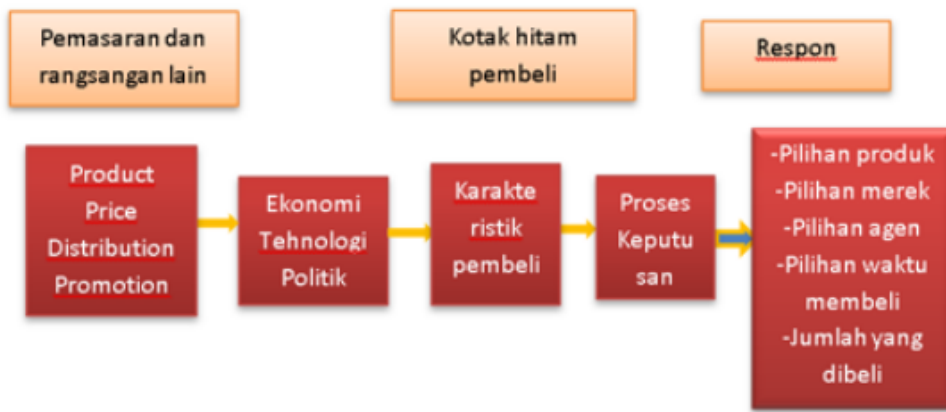 Pemasaran dan
rangsangan lain
Kotak hitam
pembeli
Respon
Product
Price
Distribution
Promotion
Ekonomi
Tehnologi
Politik
Karakte
ristik
pembeli
Proses
Keputu
san
-Pilihan produk
-Pilihan merek
-Pilihan agen
-Pilihan waktu
membeli
-Jumlah yang
dibeli